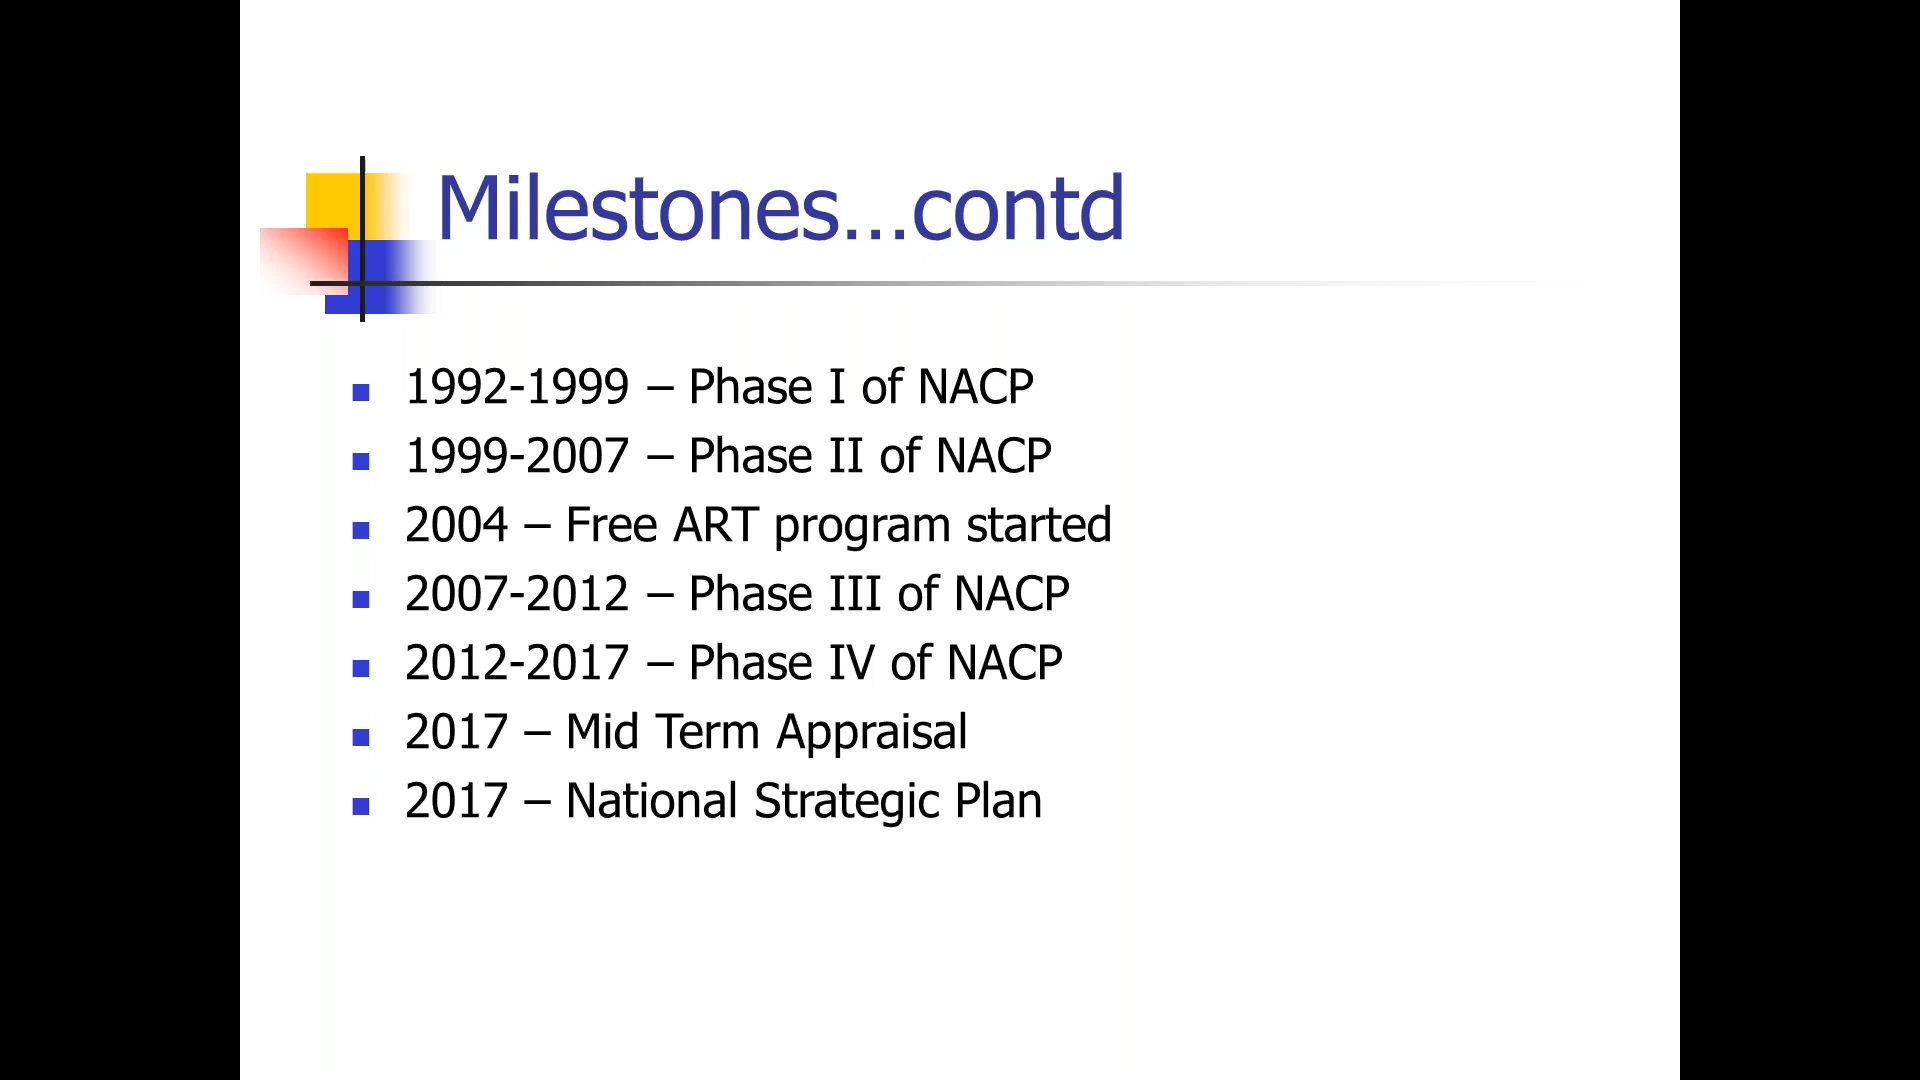 Milestones…contd
1992-1999 – Phase I of NACP
1999-2007 – Phase II of NACP
2004 – Free ART program started
2007-2012 – Phase III of NACP
2012-2017 – Phase IV of NACP
2017 – Mid Term Appraisal
2017 – National Strategic Plan